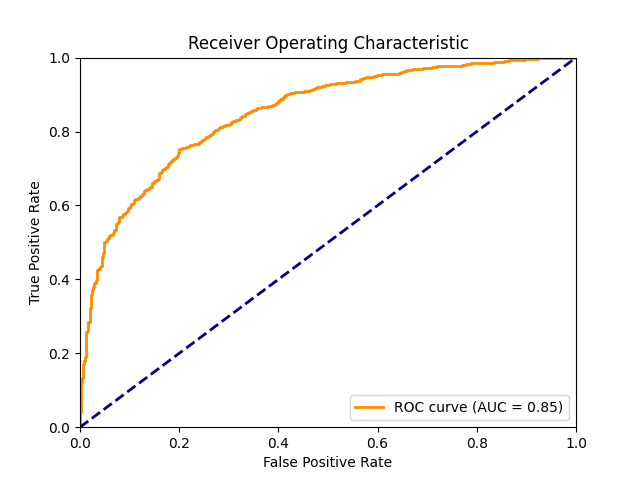 Receiver Operating Characteristic
1.0
0.8
0.6
0.4
0.2
0.0
True Positive Rate
ROC curve (AUC = 0.85)
0.0 0.2 0.4 0.6 0.8 1.0
False Positive Rate